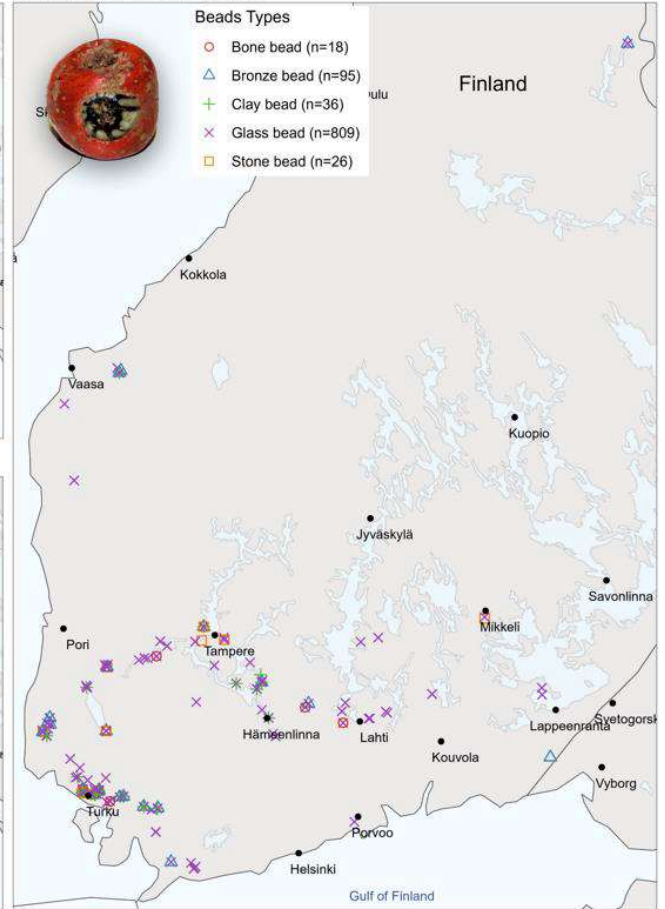 Beads Types
Bone bead (n=18)
Bronze bead (n=95)
Clay bead (n=36)
Glass bead (n=809)
Stone bead (n=26)
Finland
Kokkola
Vaasa
Kuopio
Jyväskylä
Savonlinna
Mikkeli
Pori
Tampere
Lappeenranta
Hämeenlinna
Lahti
Kouvola
Vyborg
Turku
Porvoo
Helsinki
Gulf of Finland